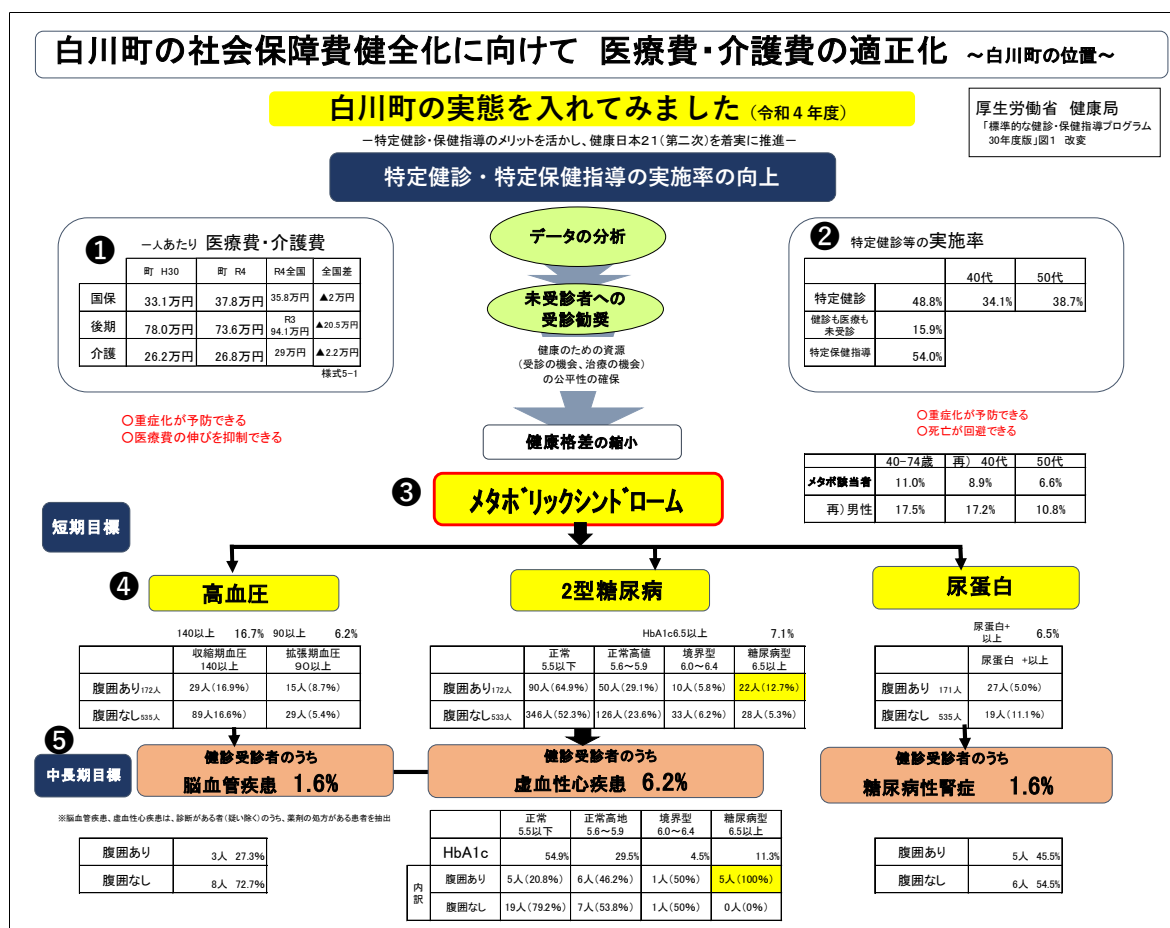 白川町の社会保障費健全化に向けて 医療費・介護費の適正化 ～白川町の位置～
白川町の実態を入れてみました（令和４年度）
－特定健診・保健指導のメリットを活かし、健康日本２１（第二次）を着実に推進－
厚生労働省 健康局
「標準的な健診・保健指導プログラム
30年度版」図1 改変
特定健診・特定保健指導の実施率の向上
❶ 一人あたり 医療費・介護費
町 H30 町 R4 R4全国 全国差
国保 33.1万円 37.8万円 35.8万円 ▲2万円
後期 78.0万円 73.6万円 R3 94.1万円 ▲20.5万円
介護 26.2万円 26.8万円 29万円 ▲2.2万円
様式5-1
〇重症化が予防できる
〇医療費の伸びを抑制できる
データの分析
未受診者への
受診勧奨
健康のための資源
（受診の機会、治療の機会）
の公平性の確保
健康格差の縮小
❷ 特定健診等の実施率
40代 50代
特定健診 48.8% 34.1% 38.7%
健診も医療も
未受診 15.9%
特定保健指導 54.0%
〇重症化が予防できる
〇死亡が回避できる
40-74歳 再） 40代 50代
メタボ該当者 11.0% 8.9% 6.6%
再）男性 17.5% 17.2% 10.8%
❸ メタボリックシンドローム
短期目標
❹ 高血圧
2型糖尿病
尿蛋白
140以上 16.7% 90以上 6.2%
収縮期血圧
140以上
拡張期血圧
９０以上
腹囲あり172人 29人(16.9%) 15人(8.7%)
腹囲なし535人 89人16.6%) 29人(5.4%)
HbA1c6.5以上 7.1%
正常
5.5以下
正常高値
5.6～5.9
境界型
6.0～6.4
糖尿病型
6.5以上
腹囲あり172人 90人(64.9%) 50人(29.1%) 10人(5.8%) 22人(12.7%)
腹囲なし533人 346人(52.3%) 126人(23.6%) 33人(6.2%) 28人(5.3%)
尿蛋白+
以上 6.5%
尿蛋白 +以上
腹囲あり 171人 27人(5.0%)
腹囲なし 535人 19人(11.1%)
❺
中長期目標
健診受診者のうち
脳血管疾患 1.6%
健診受診者のうち
虚血性心疾患 6.2%
健診受診者のうち
糖尿病性腎症 1.6%
※脳血管疾患、虚血性心疾患は、診断がある者（疑い除く）のうち、薬剤の処方がある患者を抽出
腹囲あり 3人 27.3%
腹囲なし 8人 72.7%
正常
5.5以下
正常高地
5.6～5.9
境界型
6.0～6.4
糖尿病型
6.5以上
HbA1c 54.9% 29.5% 4.5% 11.3%
内訳
腹囲あり 5人(20.8%) 6人(46.2%) 1人(50%) 5人(100%)
腹囲なし 19人(79.2%) 7人(53.8%) 1人(50%) 0人(0%)
腹囲あり 5人 45.5%
腹囲なし 6人 54.5%